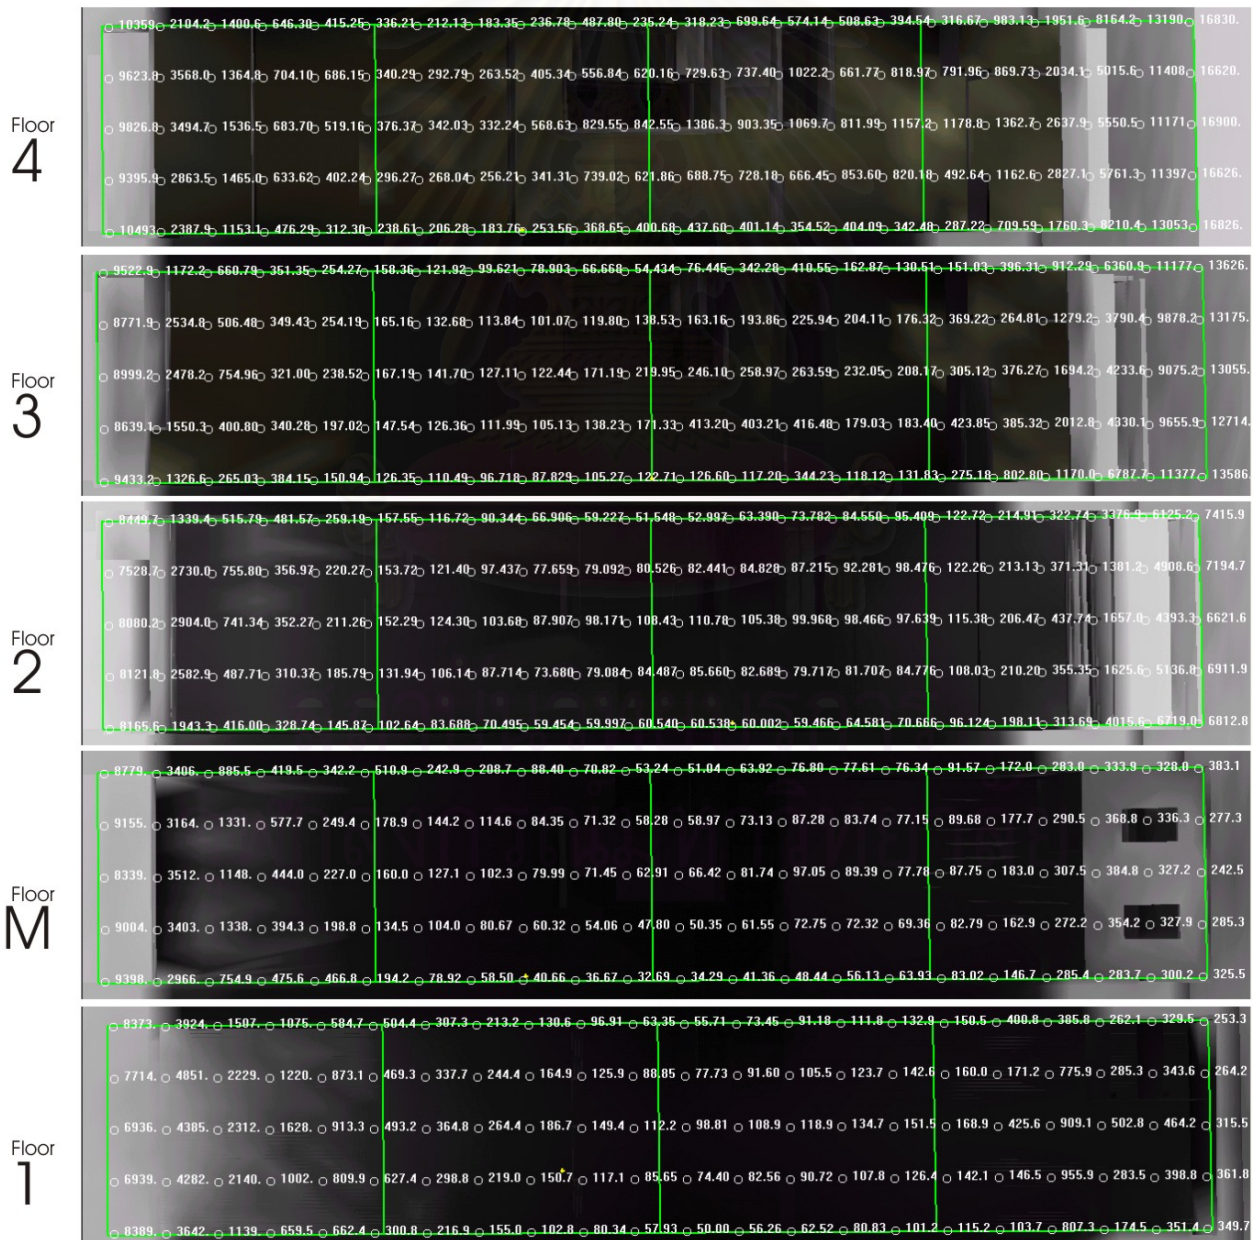 10359. 2104.2 1400.6 646.30 415.25 336.21 212.13 183.35 236.78 487.80 235.24 318.23 699.64 574.14 508.63 394.54 316.67 983.13 1951.6 8164.2 13190. 16830.
9623.8 3568.0 1364.8 704.10 686.15 340.29 292.79 263.52 405.34 556.84 620.16 729.63 737.40 1022.2 661.77 818.97 791.96 869.73 2034.1 5015.6 11408. 16620.
Floor
4
9826.8 3494.7 1536.5 683.70 519.16 376.37 342.03 332.24 568.63 829.55 842.55 1386.3 903.35 1069.7 811.99 1157.2 1178.8 1362.7 2637.9 5550.5 11171. 16900.
9395.9 2863.5 1465.0 633.62 402.24 296.27 268.04 256.21 341.31 739.02 621.86 688.75 728.18 666.45 853.60 820.18 492.64 1162.6 2827.1 5761.3 11397. 16626.
10493. 2387.9 1153.1 476.29 312.30 238.61 206.28 183.76 253.56 368.65 400.68 437.60 401.14 354.52 404.09 342.48 287.22 709.59 1760.3 8210.4 13053. 16826.
9522.9 1172.2 660.79 351.35 254.27 158.36 121.92 99.621 78.903 66.668 54.434 76.445 342.28 410.55 162.87 130.51 151.03 396.31 912.29 6360.9 11177. 13626.
8771.9 2534.8 506.48 349.43 254.19 165.16 132.68 113.84 101.07 119.80 138.53 163.16 193.86 225.94 204.11 176.32 369.22 264.81 1279.2 3790.4 9878.2 13175.
Floor
3
8999.2 2478.2 754.96 321.00 238.52 167.19 141.70 127.11 122.44 171.19 219.95 246.10 258.97 263.59 232.05 208.17 305.12 376.27 1694.2 4233.6 9075.2 13055.
8639.1 1550.3 400.80 340.28 197.02 147.54 126.36 111.99 105.13 138.23 171.33 413.20 403.21 416.48 179.03 183.40 423.85 385.32 2012.8 4330.1 9655.9 12714.
9433.2 1326.6 265.03 384.15 150.94 126.35 110.49 96.718 87.829 105.27 122.71 126.60 117.20 344.23 118.12 131.83 275.18 802.80 1170.0 6787.7 11377. 13586.
8449.7 1339.4 515.79 481.57 259.19 157.55 116.72 90.344 66.906 59.227 51.548 52.997 63.390 73.782 84.550 95.409 122.72 214.91 322.74 3376.9 6125.2 7415.9
7528.7 2730.0 755.80 356.97 220.27 153.72 121.40 97.437 77.659 79.092 80.526 82.441 84.828 87.215 92.281 98.476 122.26 213.13 371.31 1381.2 4908.6 7194.7
Floor
2
8080.2 2904.0 741.34 352.27 211.26 152.29 124.30 103.68 87.907 98.171 108.43 110.78 105.38 99.968 98.466 97.639 115.38 206.47 437.74 1657.0 4393.3 6621.6
8121.8 2582.9 487.71 310.37 185.79 131.94 106.14 87.714 73.680 79.084 84.487 85.660 82.689 79.717 81.707 84.776 108.03 210.20 355.35 1625.6 5136.8 6911.9
8165.6 1943.3 416.00 328.74 145.87 102.64 83.688 70.495 59.454 59.997 60.540 60.538 60.002 59.466 64.581 70.666 96.124 198.11 313.69 4015.6 6719.0 6812.8
8779. 3406. 885.5 419.5 342.2 510.9 242.9 208.7 88.40 70.82 53.24 51.04 63.92 76.80 77.61 76.34 91.57 172.0 283.0 333.9 328.0 383.1
9155. 3164. 1331. 577.7 249.4 178.9 144.2 114.6 84.35 71.32 58.28 58.97 73.13 87.28 83.74 77.15 89.68 177.7 290.5 368.8 336.3 277.3
Floor
M
8339. 3512. 1148. 444.0 227.0 160.0 127.1 102.3 79.99 71.45 62.91 66.42 81.74 97.05 89.39 77.78 87.75 183.0 307.5 384.8 327.2 242.5
9004. 3403. 1338. 394.3 198.8 134.5 104.0 80.67 60.32 54.06 47.80 50.35 61.55 72.75 72.32 69.36 82.79 162.9 272.2 354.2 327.9 285.3
9398. 2966. 754.9 475.6 466.8 194.2 78.92 58.50 40.66 36.67 32.69 34.29 41.36 48.44 56.13 63.93 83.02 146.7 285.4 283.7 300.2 325.5
8373. 3924. 1507. 1075. 584.7 504.4 307.3 213.2 130.6 96.91 63.35 55.71 73.45 91.18 111.8 132.9 150.5 400.8 385.8 262.1 329.5 253.3
7714. 4851. 2229. 1220. 873.1 469.3 337.7 244.4 164.9 125.9 88.85 77.73 91.60 105.5 123.7 142.6 160.0 171.2 775.9 285.3 343.6 264.2
6936. 4385. 2312. 1628. 913.3 493.2 364.8 264.4 186.7 149.4 112.2 98.81 108.9 118.9 134.7 151.5 168.9 425.6 909.1 502.8 464.2 315.5
Floor
1
6939. 4282. 2140. 1002. 809.9 627.4 298.8 219.0 150.7 117.1 85.65 74.40 82.56 90.72 107.8 126.4 142.1 146.5 955.9 283.5 398.8 361.8
8389. 3642. 1139. 659.5 662.4 300.8 216.9 155.0 102.8 80.34 57.93 50.00 56.26 62.52 80.83 101.2 115.2 103.7 807.3 174.5 351.4 349.7